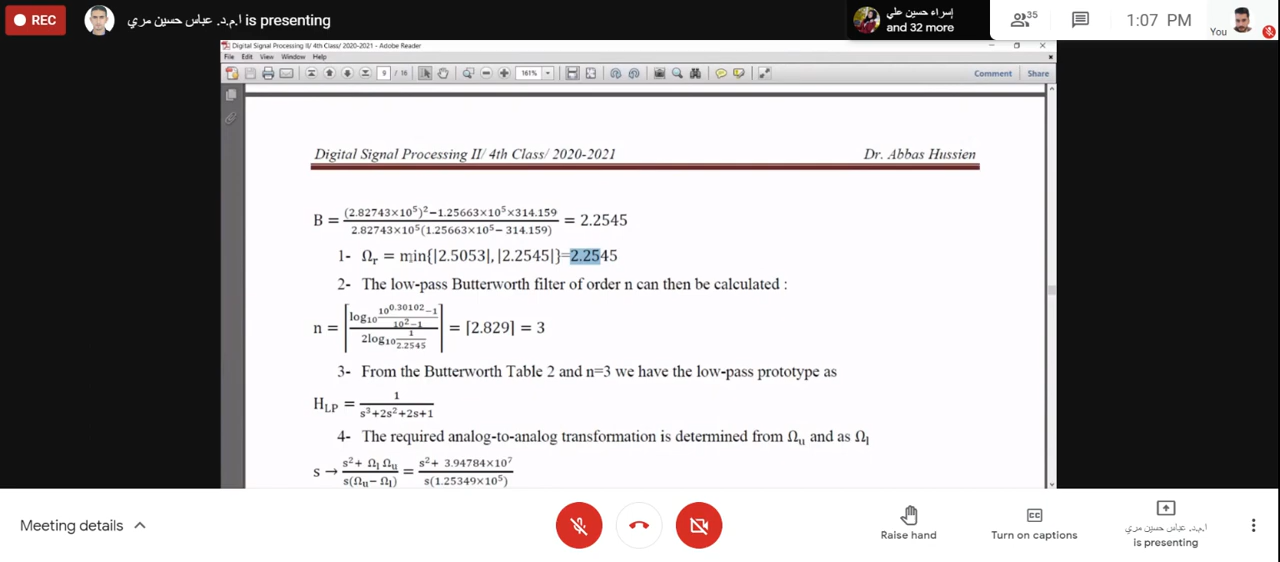 REC
ا.م.د. عباس حسين مري is presenting
إسراء حسين علي
and 32 more
35
1:07 PM
You
Digital Signal Processing II/ 4th Class/ 2020-2021 - Adobe Reader
File Edit View Window Help
9 / 16
161%
Comment
Share
Digital Signal Processing II/ 4th Class/ 2020-2021
Dr. Abbas Hussien
B = ((2.82743×10⁵)²−1.25663×10⁵×314.159)/(2.82743×10⁵(1.25663×10⁵− 314.159)) = 2.2545
1- Ωᵣ = min{|2.5053|, |2.2545|}=2.2545
2- The low-pass Butterworth filter of order n can then be calculated :
n = ⌈(log₁₀((10^0.30102−1)/(10²−1)))/(2log₁₀(1/2.2545))⌉ = ⌈2.829⌉ = 3
3- From the Butterworth Table 2 and n=3 we have the low-pass prototype as
H_LP = 1/(s³+2s²+2s+1)
4- The required analog-to-analog transformation is determined from Ωᵤ and as Ωₗ
s → (s²+ Ωₗ Ωᵤ)/(s(Ωᵤ− Ωₗ)) = (s²+ 3.94784×10⁷)/(s(1.25349×10⁵))
Meeting details
Raise hand
Turn on captions
ا.م.د. عباس حسين مري
is presenting